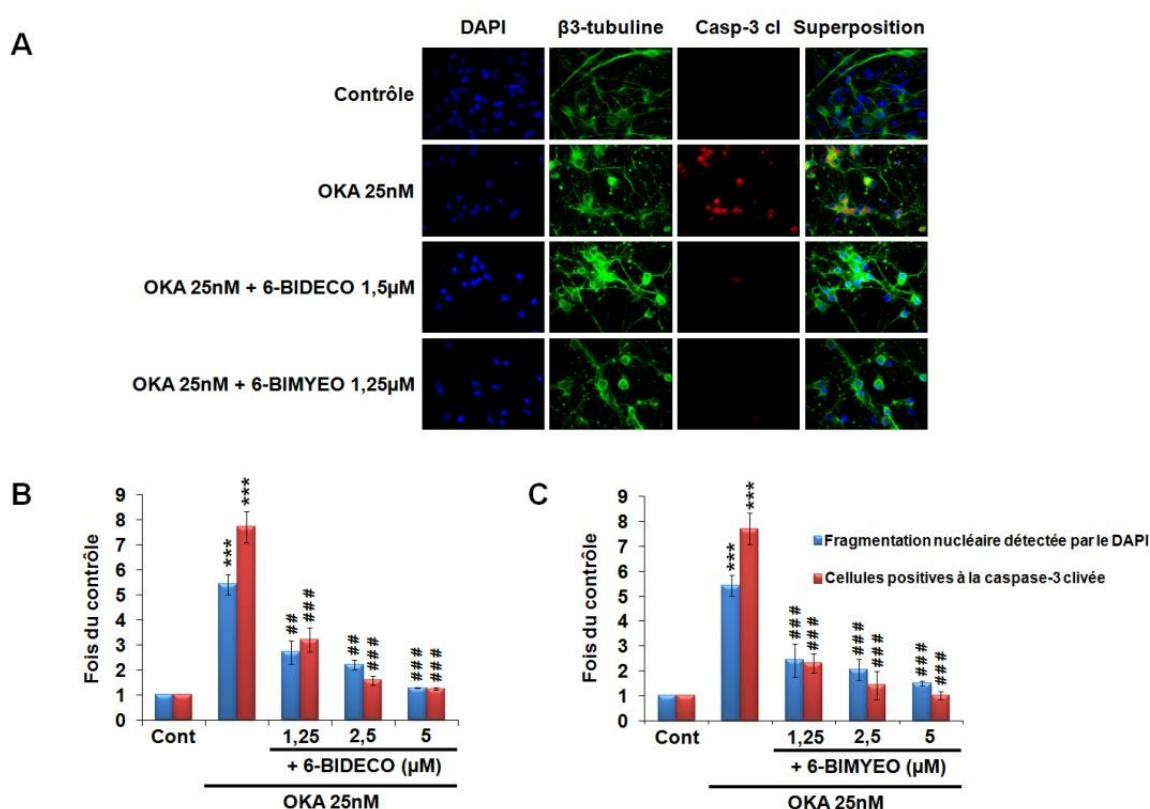 A
DAPI β3-tubuline Casp-3 cl Superposition
Contrôle
OKA 25nM
OKA 25nM + 6-BIDECO 1,5µM
OKA 25nM + 6-BIMYEO 1,25µM
B
Fois du contrôle
9
8
7
6
5
4
3
2
1
0
*** ***
## ###
## ###
### ###
Cont 1,25 2,5 5
+ 6-BIDECO (µM)
OKA 25nM
C
Fois du contrôle
9
8
7
6
5
4
3
2
1
0
*** ***
### ###
### ###
### ###
Fragmentation nucléaire détectée par le DAPI
Cellules positives à la caspase-3 clivée
Cont 1,25 2,5 5
+ 6-BIMYEO (µM)
OKA 25nM